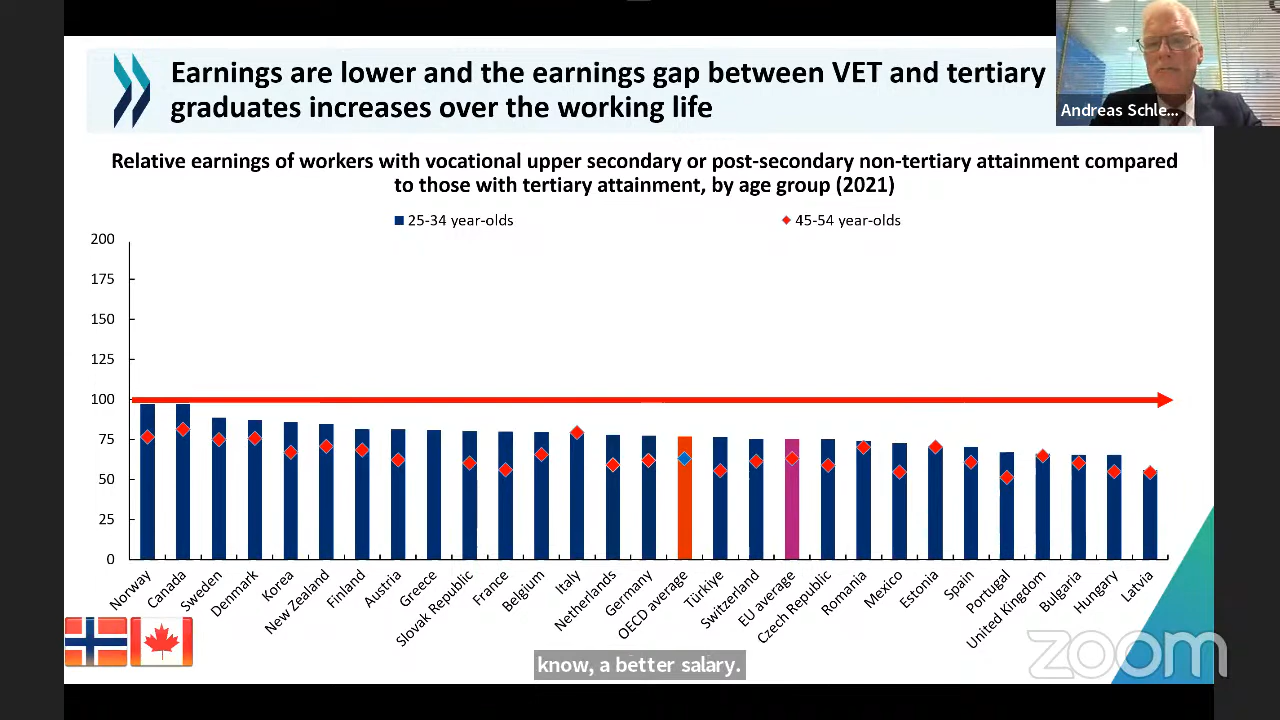 Earnings are lower and the earnings gap between VET and tertiary
graduates increases over the working life
Andreas Schle...
Relative earnings of workers with vocational upper secondary or post-secondary non-tertiary attainment compared
to those with tertiary attainment, by age group (2021)
25-34 year-olds
45-54 year-olds
200
175
150
125
100
75
50
25
0
Norway
Canada
Sweden
Denmark
Korea
New Zealand
Finland
Austria
Greece
Slovak Republic
France
Belgium
Italy
Netherlands
Germany
OECD average
Türkiye
Switzerland
EU average
Czech Republic
Romania
Mexico
Estonia
Spain
Portugal
United Kingdom
Bulgaria
Hungary
Latvia
know, a better salary.
zoom